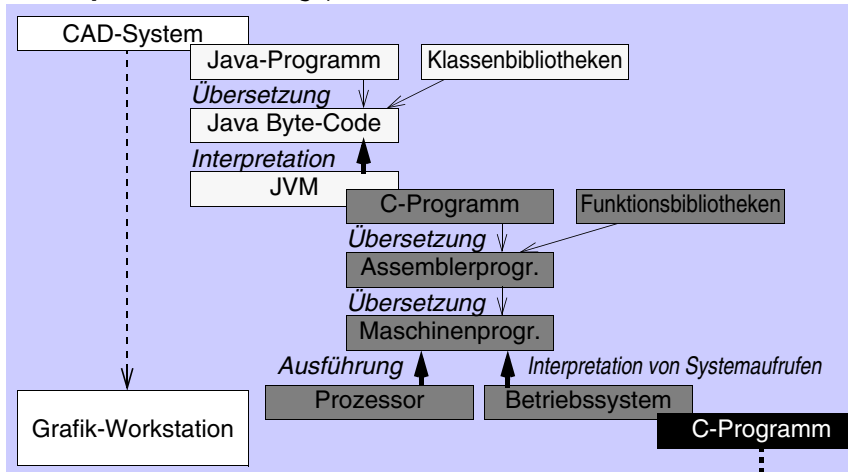 CAD-System
Java-Programm
Klassenbibliotheken
Übersetzung
Java Byte-Code
Interpretation
JVM
C-Programm
Funktionsbibliotheken
Übersetzung
Assemblerprogr.
Übersetzung
Maschinenprogr.
Ausführung
Interpretation von Systemaufrufen
Prozessor
Betriebssystem
Grafik-Workstation
C-Programm